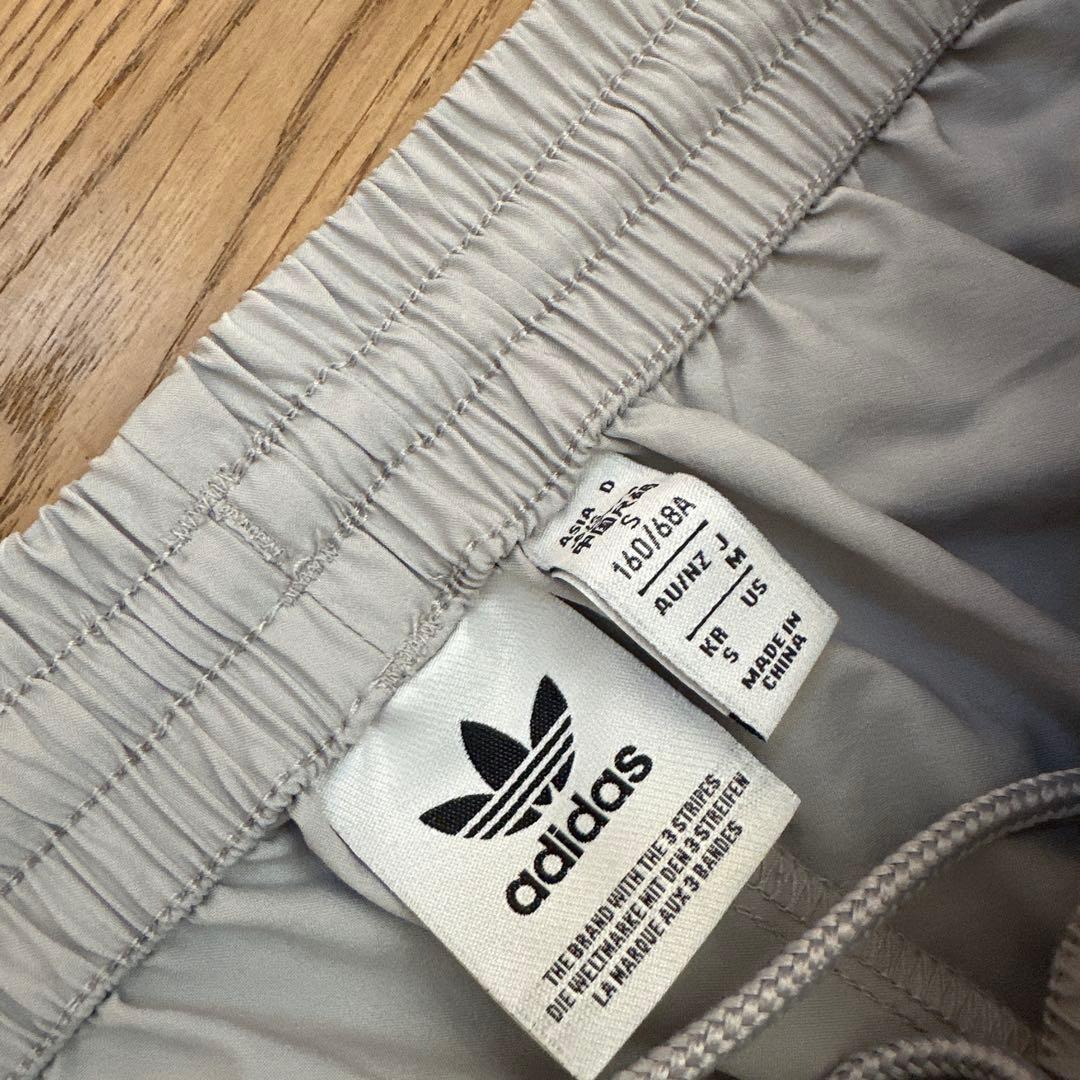 ASIA D
S
160/68A
AU/NZ J
M
KR US
S
MADE IN
CHINA
adidas
THE BRAND WITH THE 3 STRIPES
DIE WELTMARKE MIT DEN 3 STREIFEN
LA MARQUE AUX 3 BANDES